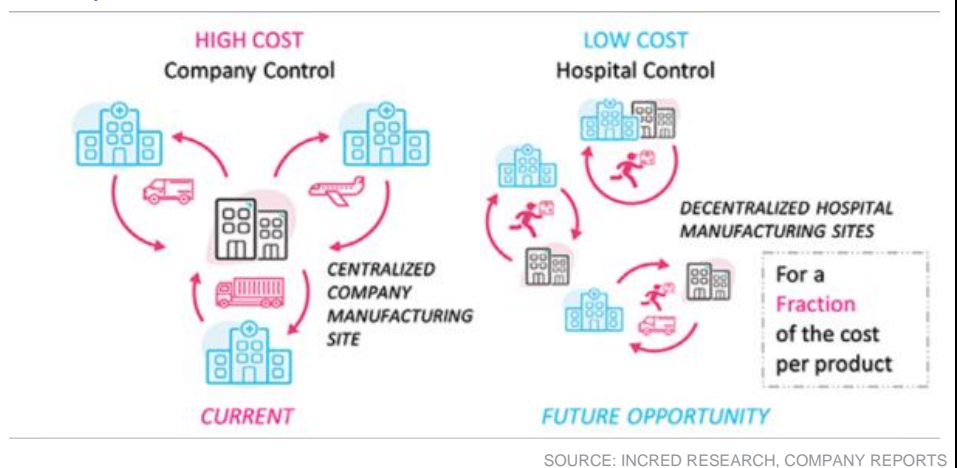 HIGH COST
Company Control
LOW COST
Hospital Control
CENTRALIZED
COMPANY
MANUFACTURING
SITE
DECENTRALIZED HOSPITAL
MANUFACTURING SITES
For a
Fraction
of the cost
per product
CURRENT
FUTURE OPPORTUNITY
SOURCE: INCRED RESEARCH, COMPANY REPORTS